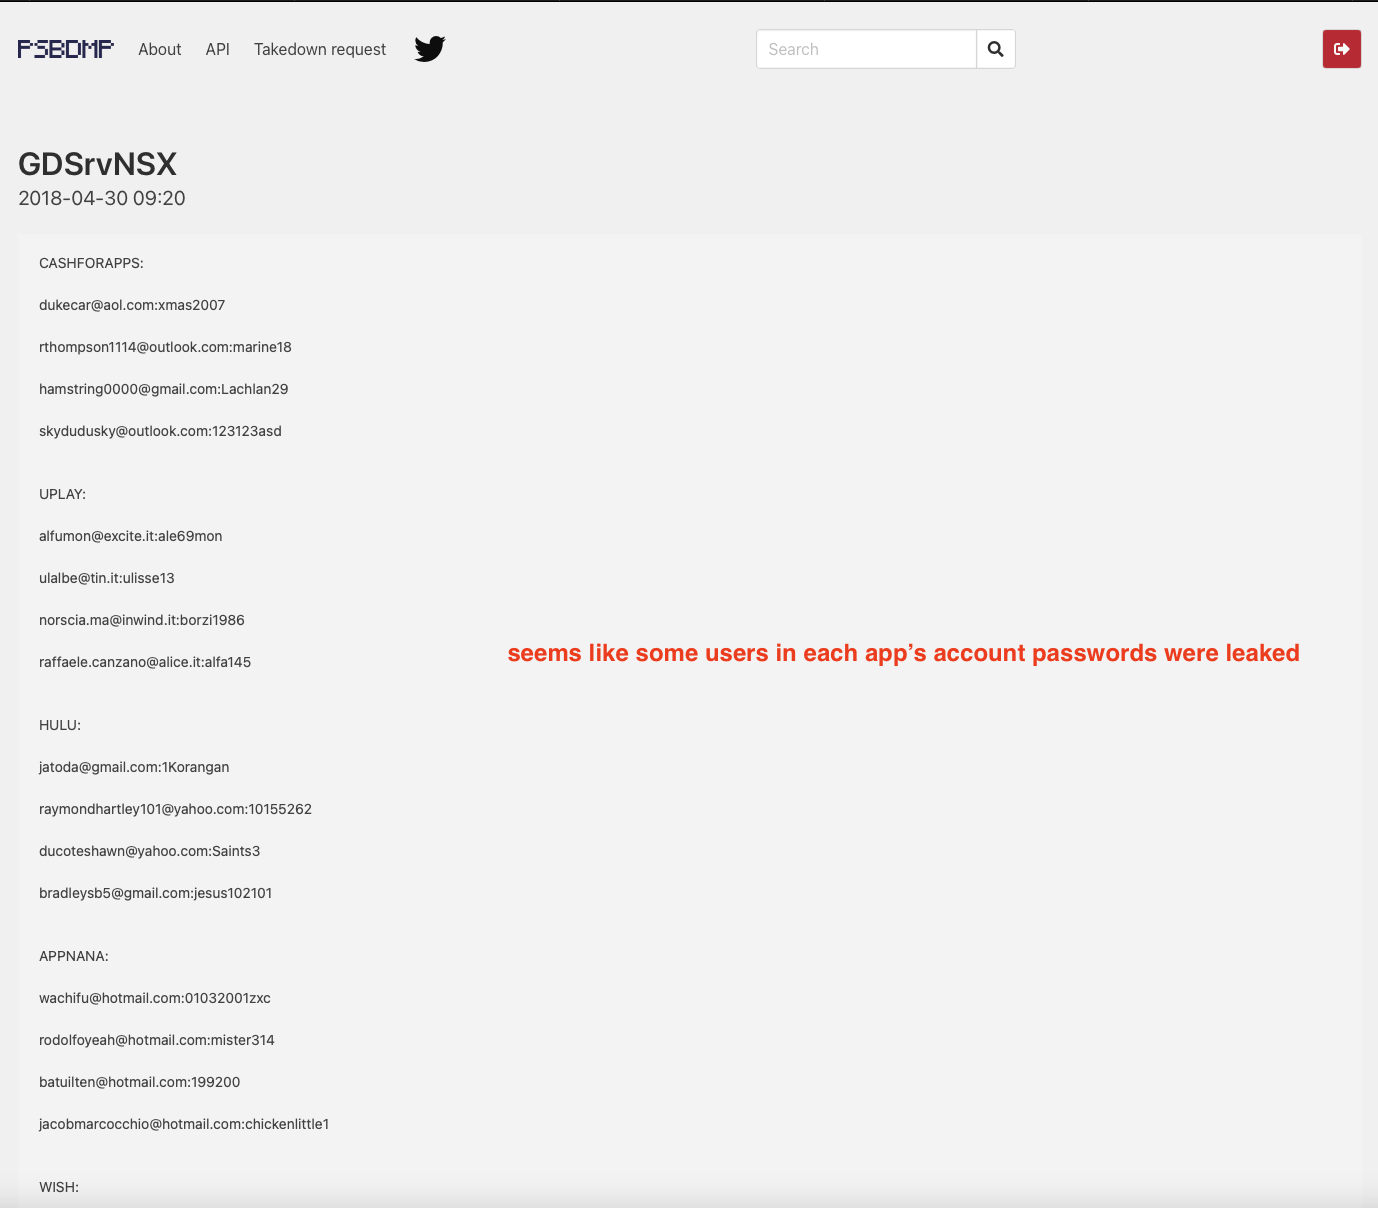 PSBDMP About API Takedown request Search
GDSrvNSX
2018-04-30 09:20
CASHFORAPPS:
dukecar@aol.com:xmas2007
rthompson1114@outlook.com:marine18
hamstring0000@gmail.com:Lachlan29
skydudusky@outlook.com:123123asd
UPLAY:
alfumon@excite.it:ale69mon
ulalbe@tin.it:ulisse13
norscia.ma@inwind.it:borzi1986
seems like some users in each app’s account passwords were leaked
raffaele.canzano@alice.it:alfa145
HULU:
jatoda@gmail.com:1Korangan
raymondhartley101@yahoo.com:10155262
ducoteshawn@yahoo.com:Saints3
bradleysb5@gmail.com:jesus102101
APPNANA:
wachifu@hotmail.com:01032001zxc
rodolfoyeah@hotmail.com:mister314
batuilten@hotmail.com:199200
jacobmarcocchio@hotmail.com:chickenlittle1
WISH: